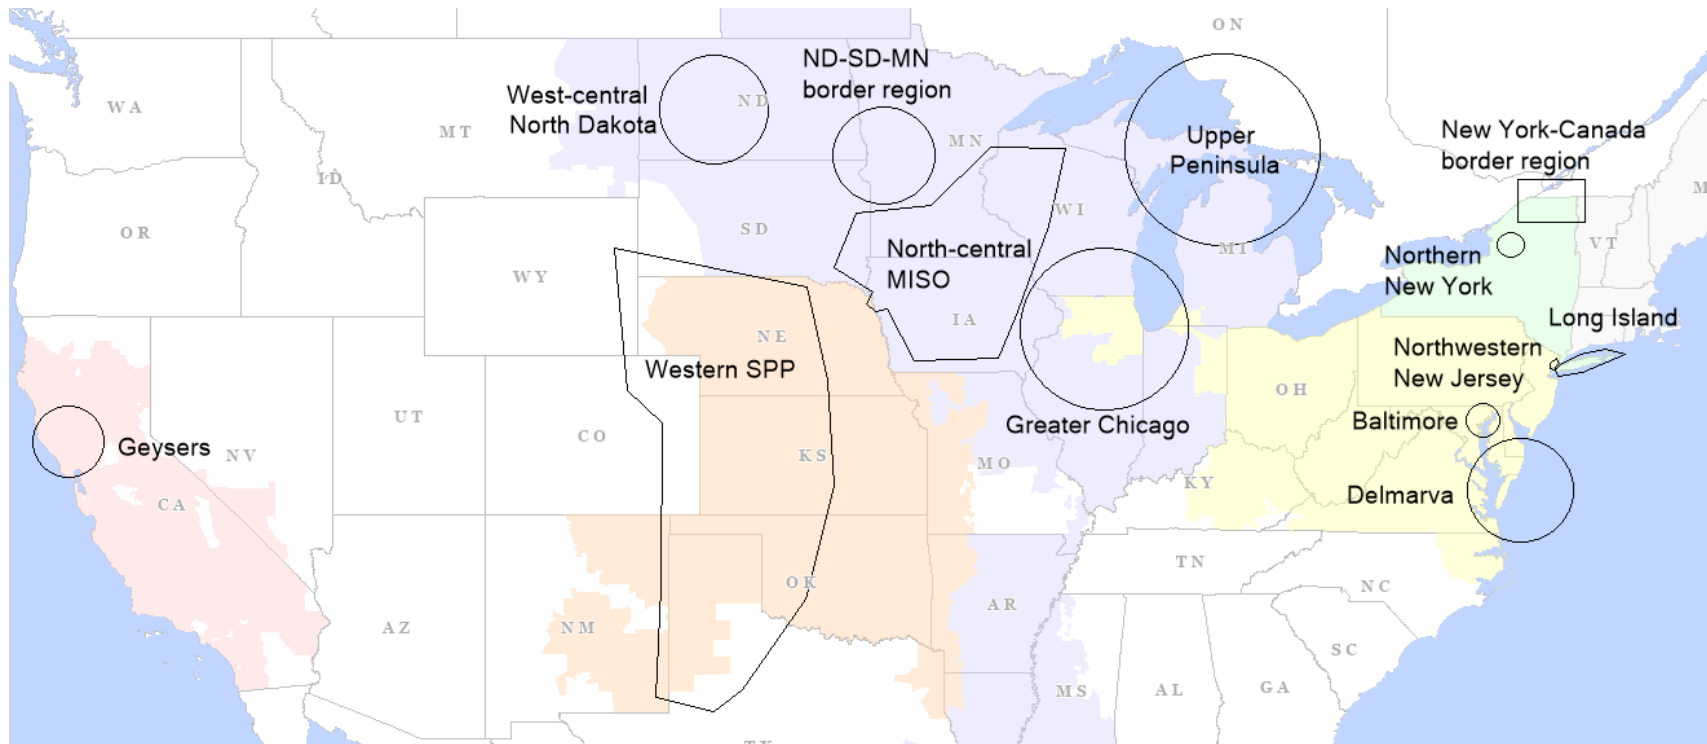 ON
ND-SD-MN
border region
West-central
North Dakota
ND
WA
MT
MN
Upper
Peninsula
New York-Canada
border region
ID
M
OR
SD
WI
MI
VT
North-central
MISO
Northern
New York
WY
IA
Long Island
NE
Western SPP
Northwestern
New Jersey
OH
UT
CO
Greater Chicago
Baltimore
Geysers
NV
KS
MO
KY
Delmarva
CA
TN
OK
NC
AR
AZ
NM
SC
MS
AL
GA
TX